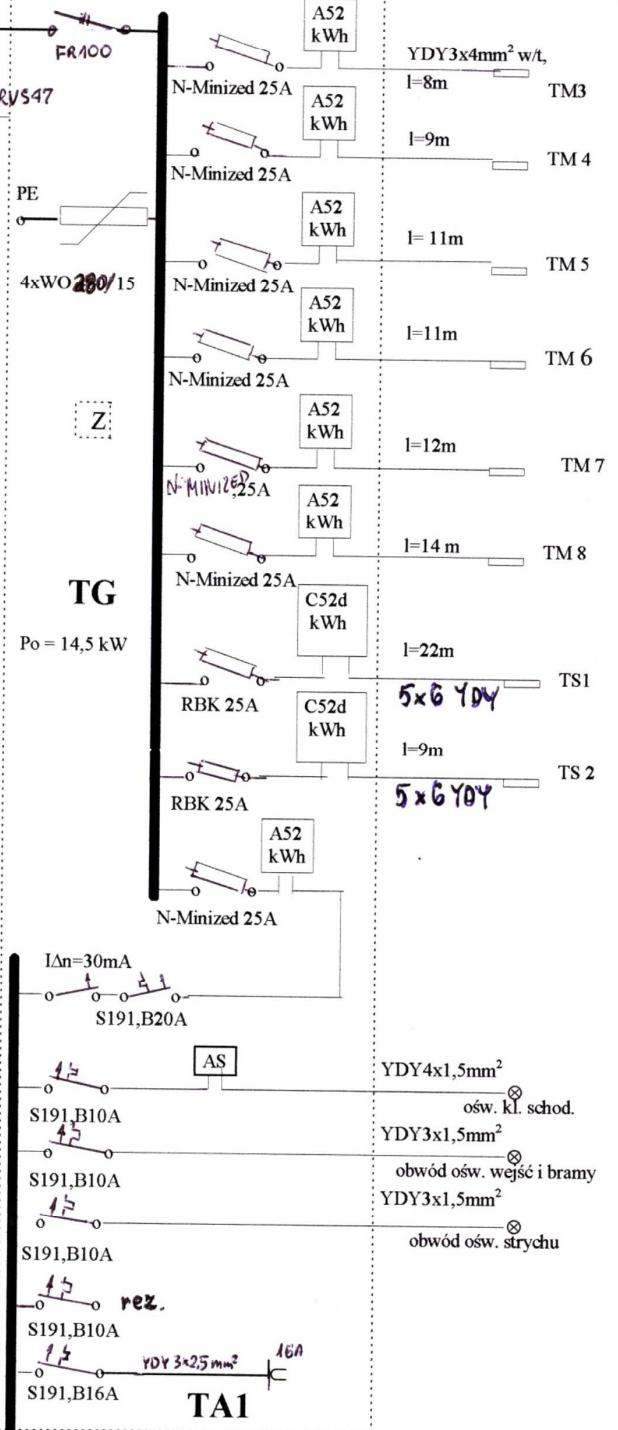 A52
kWh
FR100
YDY3x4mm² w/t,
N-Minized 25A
l=8m
TM3
RVS47
A52
kWh
l=9m
TM 4
N-Minized 25A
PE
A52
kWh
l= 11m
TM 5
4xWO 280/15
N-Minized 25A
A52
kWh
l=11m
TM 6
N-Minized 25A
Z
A52
kWh
l=12m
TM 7
N-MINIZED,25A
A52
kWh
l=14 m
TM 8
N-Minized 25A
TG
C52d
kWh
Po = 14,5 kW
l=22m
TS1
RBK 25A
5x6 YDY
C52d
kWh
l=9m
TS 2
RBK 25A
5x6 YDY
A52
kWh
N-Minized 25A
IΔn=30mA
S191,B20A
AS
YDY4x1,5mm²
S191,B10A
ośw. kl. schod.
YDY3x1,5mm²
S191,B10A
obwód ośw. wejść i bramy
YDY3x1,5mm²
S191,B10A
obwód ośw. strychu
rez.
S191,B10A
YDY 3x2,5 mm²
16A
S191,B16A
TA1